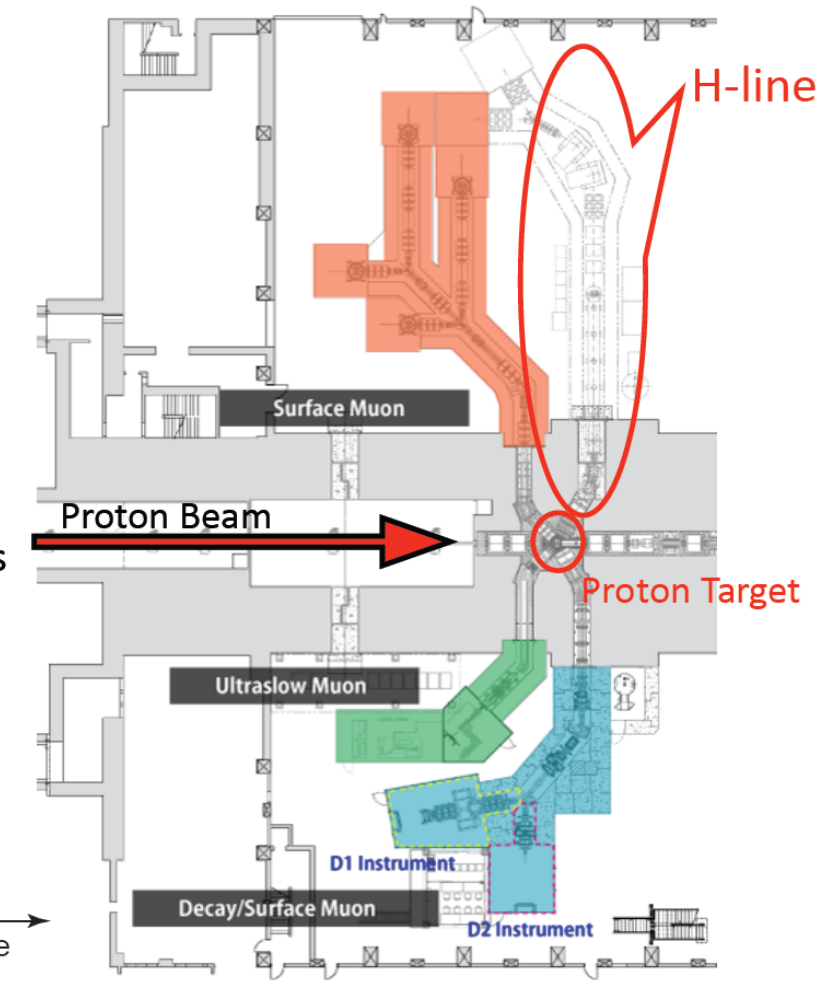 H-line
Surface Muon
Proton Beam
s
Proton Target
Ultraslow Muon
D1 Instrument
Decay/Surface Muon
D2 Instrument
e